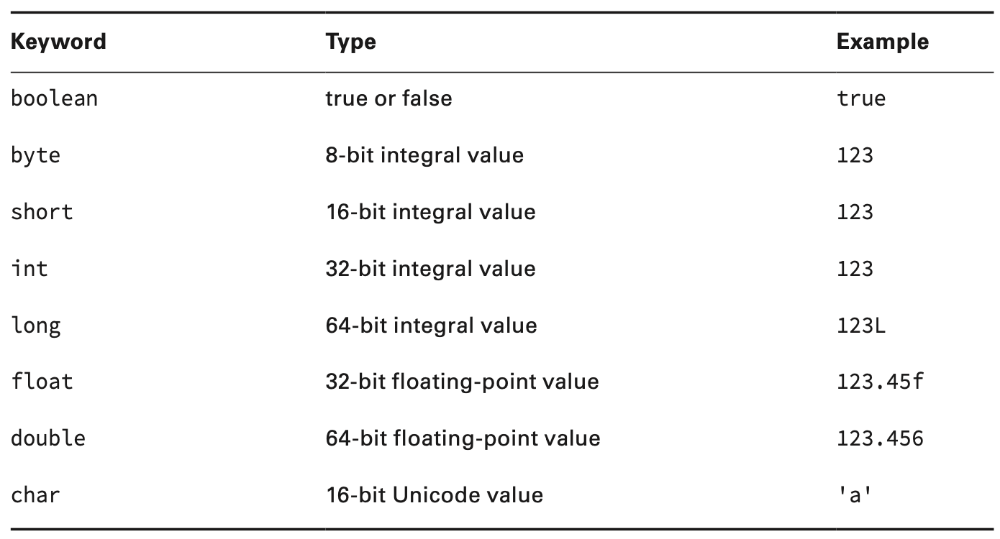 Keyword Type Example
boolean true or false true
byte 8-bit integral value 123
short 16-bit integral value 123
int 32-bit integral value 123
long 64-bit integral value 123L
float 32-bit floating-point value 123.45f
double 64-bit floating-point value 123.456
char 16-bit Unicode value 'a'